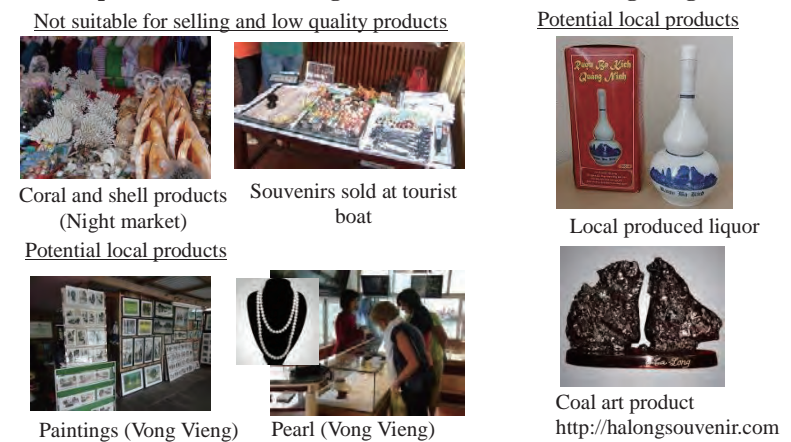 Not suitable for selling and low quality products
Potential local products
Coral and shell products
(Night market)
Souvenirs sold at tourist
boat
Rượu Ba Kích
Quảng Ninh
Local produced liquor
Potential local products
Paintings (Vong Vieng)
Pearl (Vong Vieng)
Coal art product
http://halongsouvenir.com